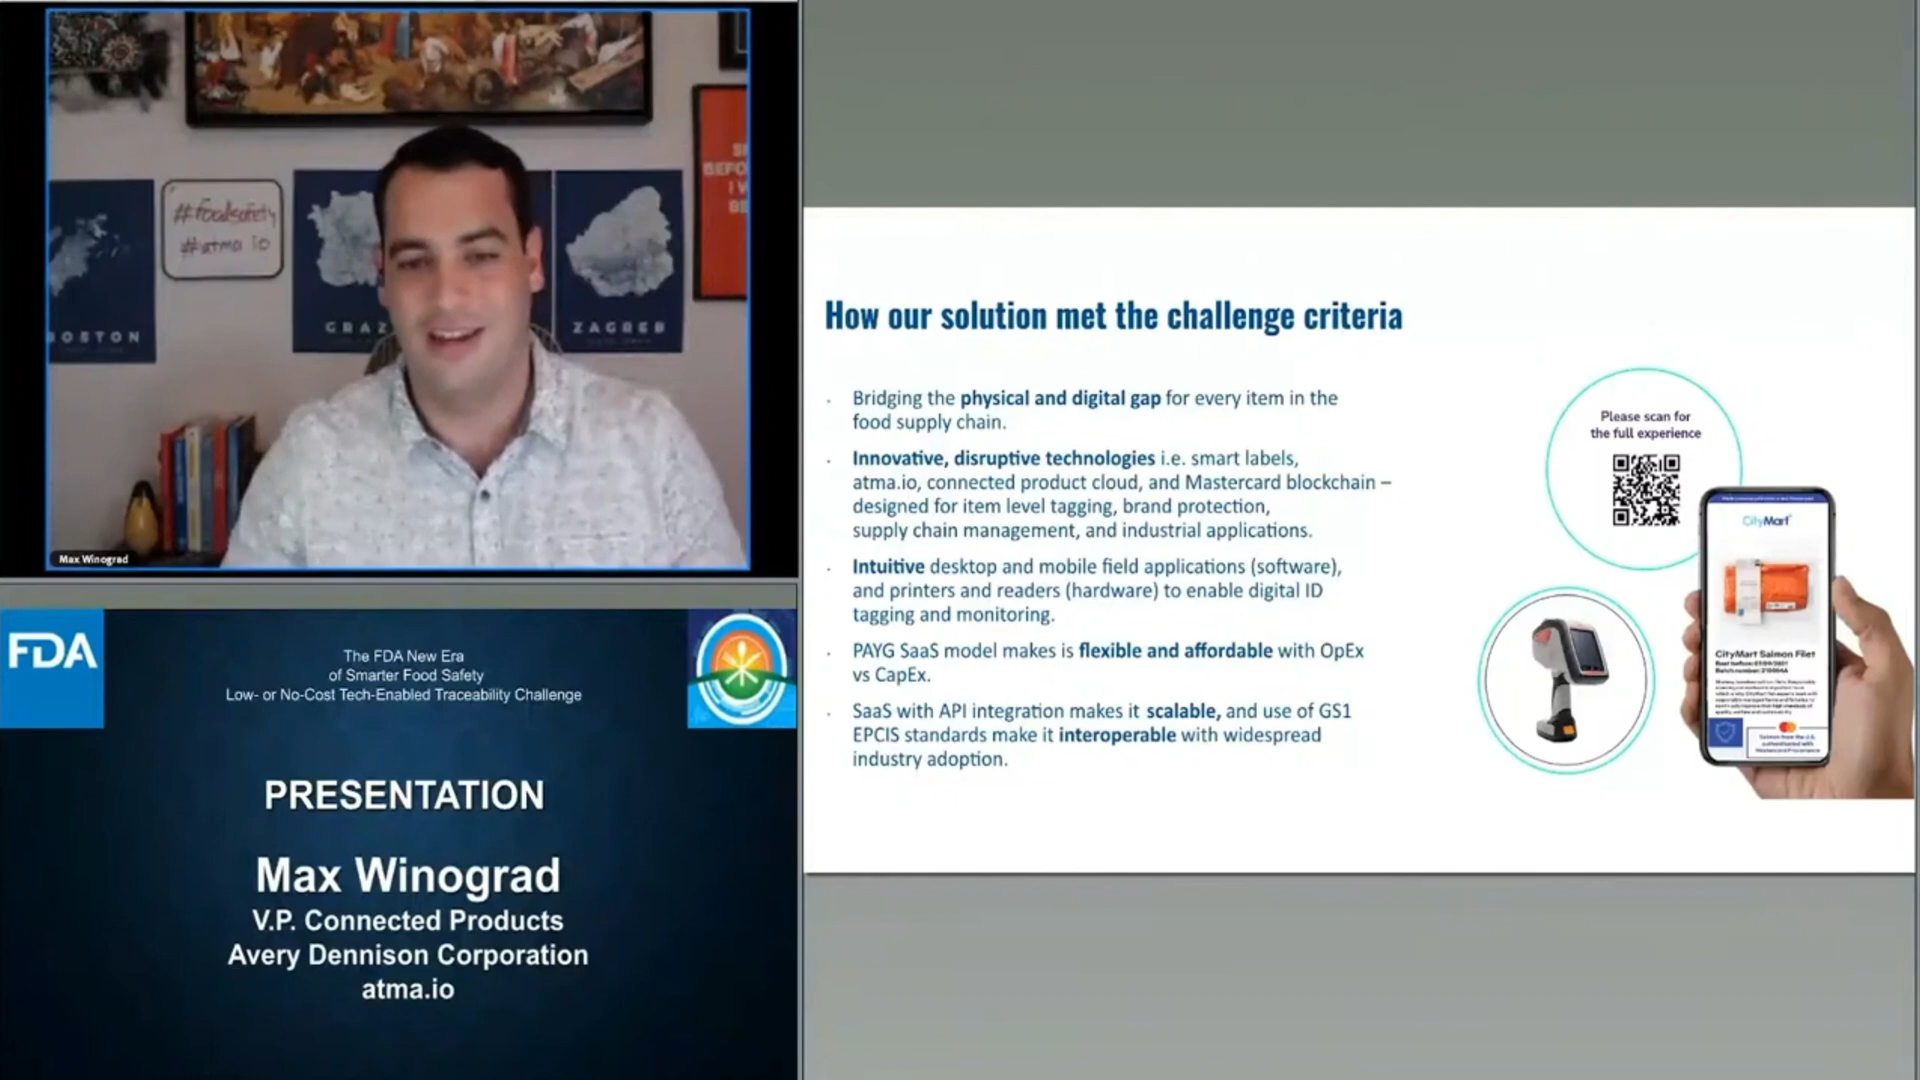 #foodsafety
#atma io
BOSTON
GRAZ
ZAGREB
BEFO
BE
Max Winograd
FDA
The FDA New Era
of Smarter Food Safety
Low- or No-Cost Tech-Enabled Traceability Challenge
PRESENTATION
Max Winograd
V.P. Connected Products
Avery Dennison Corporation
atma.io
How our solution met the challenge criteria
· Bridging the physical and digital gap for every item in the
food supply chain.
· Innovative, disruptive technologies i.e. smart labels,
atma.io, connected product cloud, and Mastercard blockchain –
designed for item level tagging, brand protection,
supply chain management, and industrial applications.
· Intuitive desktop and mobile field applications (software),
and printers and readers (hardware) to enable digital ID
tagging and monitoring.
· PAYG SaaS model makes is flexible and affordable with OpEx
vs CapEx.
· SaaS with API integration makes it scalable, and use of GS1
EPCIS standards make it interoperable with widespread
industry adoption.
Please scan for
the full experience
CityMart
CityMart Salmon Filet